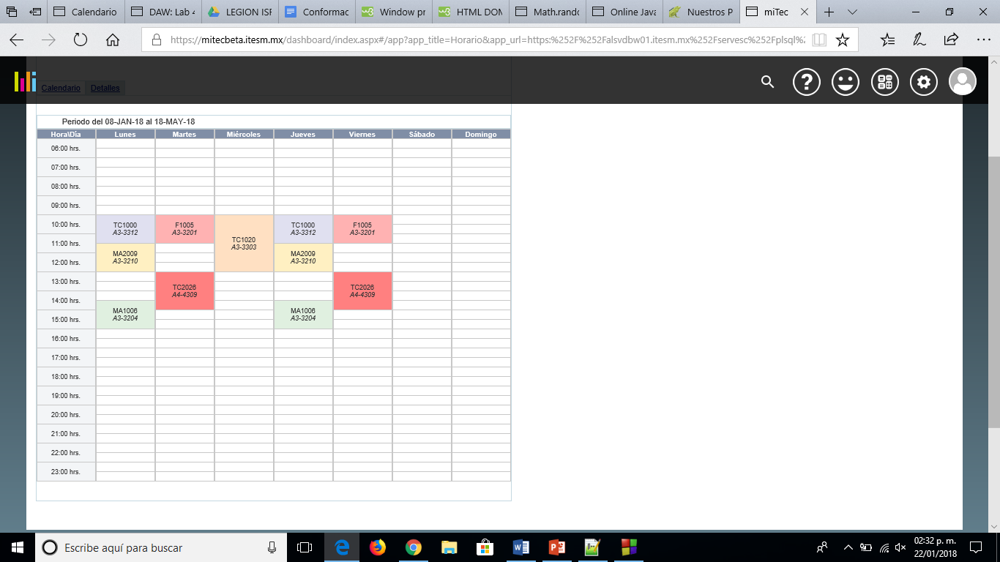 Calendario
DAW: Lab 4
LEGION ISF
Conformac
Window pr
HTML DOM
Math.rando
Online Java
Nuestros P
miTec
https://mitecbeta.itesm.mx/dashboard/index.aspx#/app?app_title=Horario&app_url=https:%252F%252Falsvdbw01.itesm.mx%252Fservesc%252Fplsql%2
Calendario Detalles
Periodo del 08-JAN-18 al 18-MAY-18
Hora\Día Lunes Martes Miércoles Jueves Viernes Sábado Domingo
06:00 hrs.
07:00 hrs.
08:00 hrs.
09:00 hrs.
10:00 hrs.
TC1000
A3-3312
F1005
A3-3201
TC1020
A3-3303
TC1000
A3-3312
F1005
A3-3201
11:00 hrs.
MA2009
A3-3210
MA2009
A3-3210
12:00 hrs.
13:00 hrs.
TC2026
A4-4309
TC2026
A4-4309
14:00 hrs.
MA1006
A3-3204
MA1006
A3-3204
15:00 hrs.
16:00 hrs.
17:00 hrs.
18:00 hrs.
19:00 hrs.
20:00 hrs.
21:00 hrs.
22:00 hrs.
23:00 hrs.
Escribe aquí para buscar
02:32 p. m.
22/01/2018